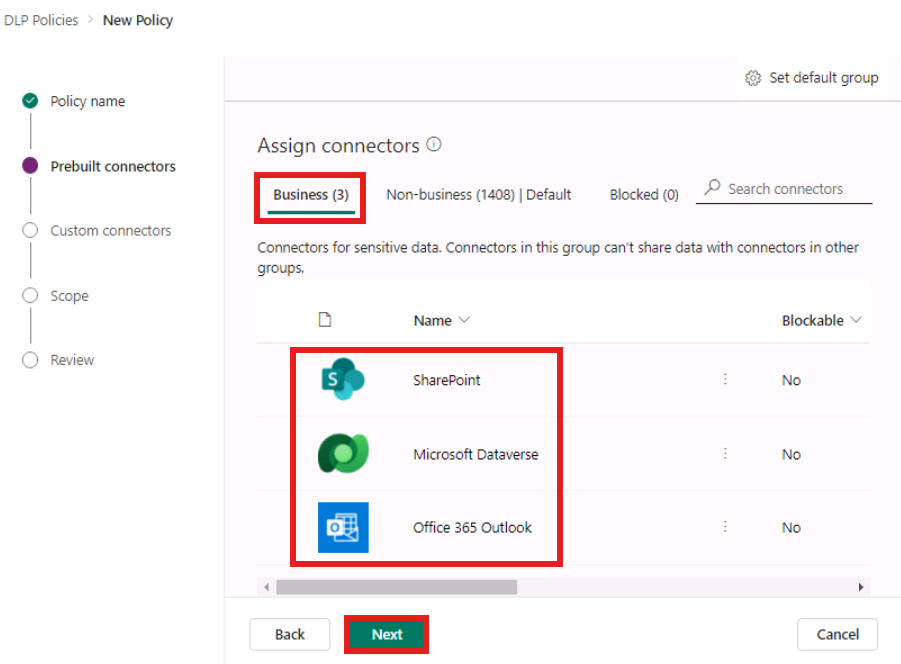 DLP Policies > New Policy
Set default group
Policy name
Prebuilt connectors
Custom connectors
Scope
Review
Assign connectors
Business (3) Non-business (1408) | Default Blocked (0) Search connectors
Connectors for sensitive data. Connectors in this group can't share data with connectors in other
groups.
Name Blockable
S SharePoint No
Microsoft Dataverse No
O Office 365 Outlook No
Back Next Cancel